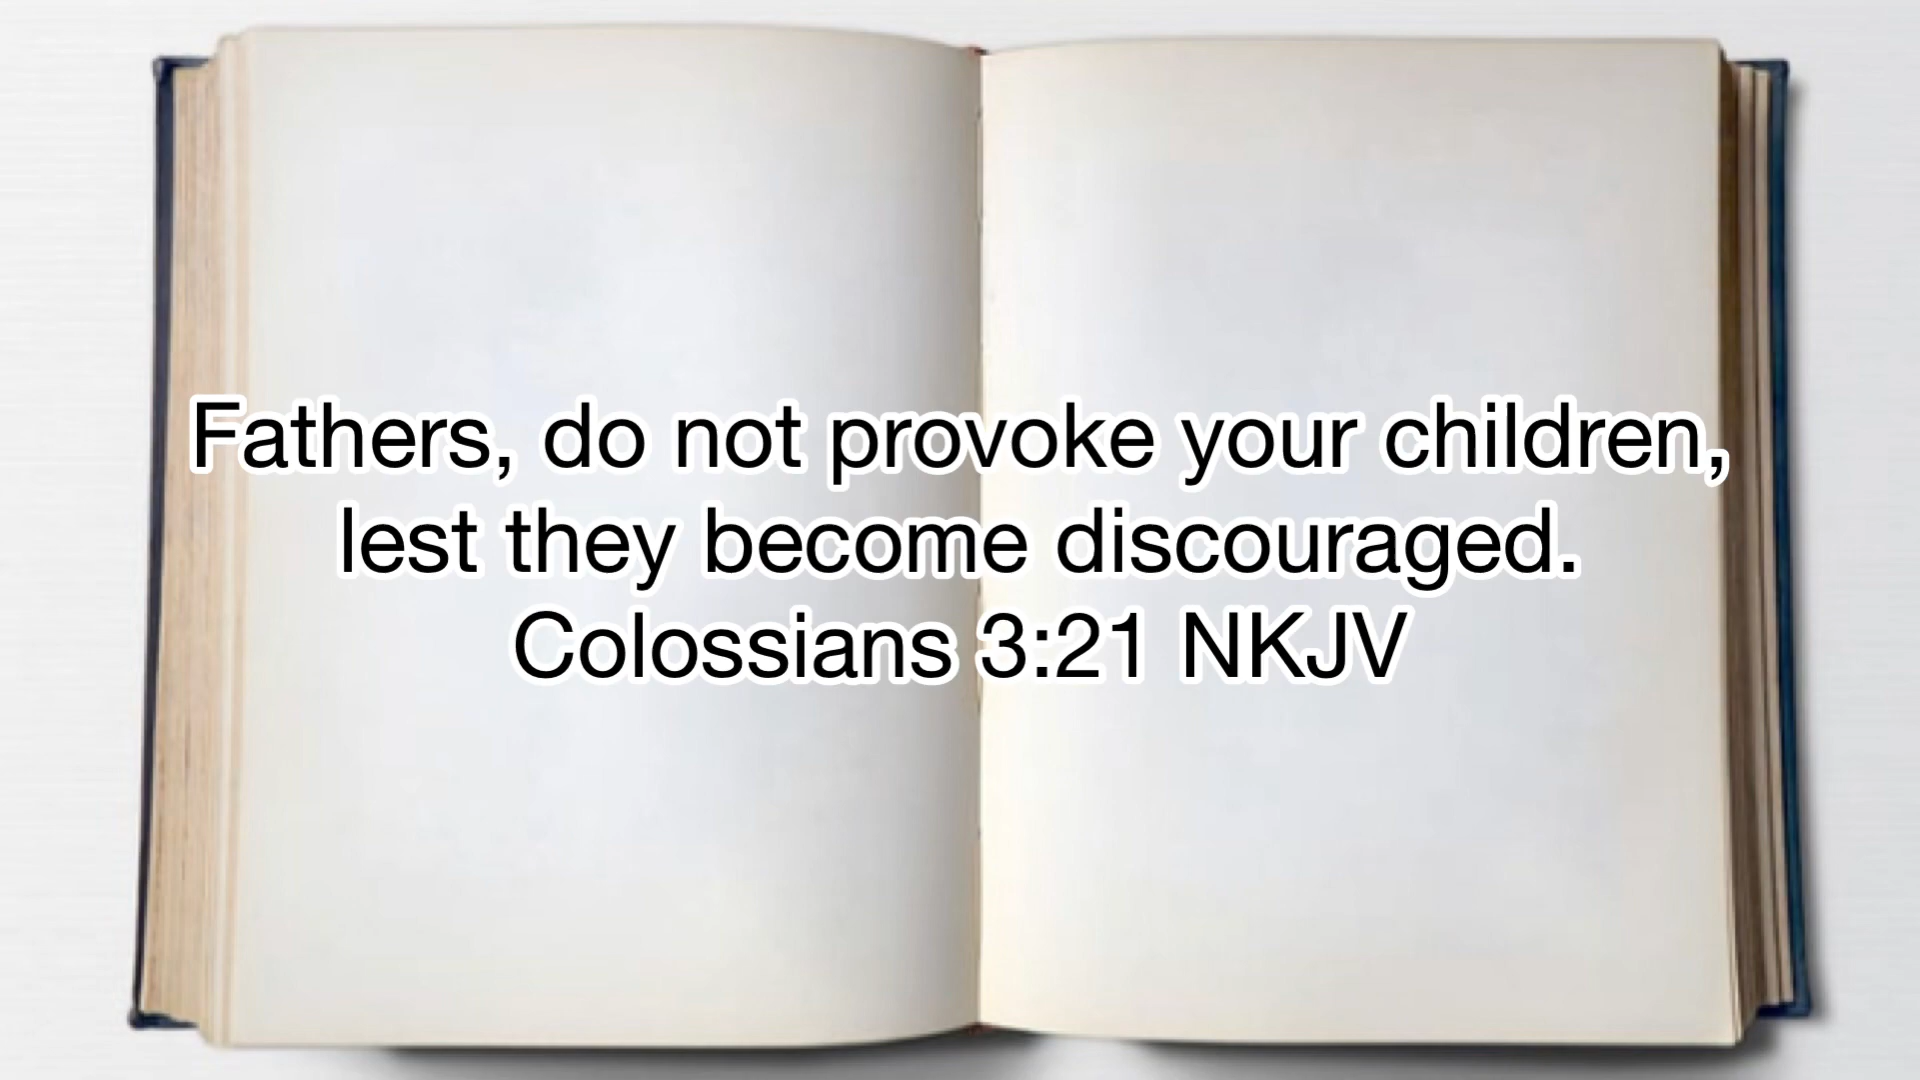 Fathers, do not provoke your children,
lest they become discouraged.
Colossians 3:21 NKJV